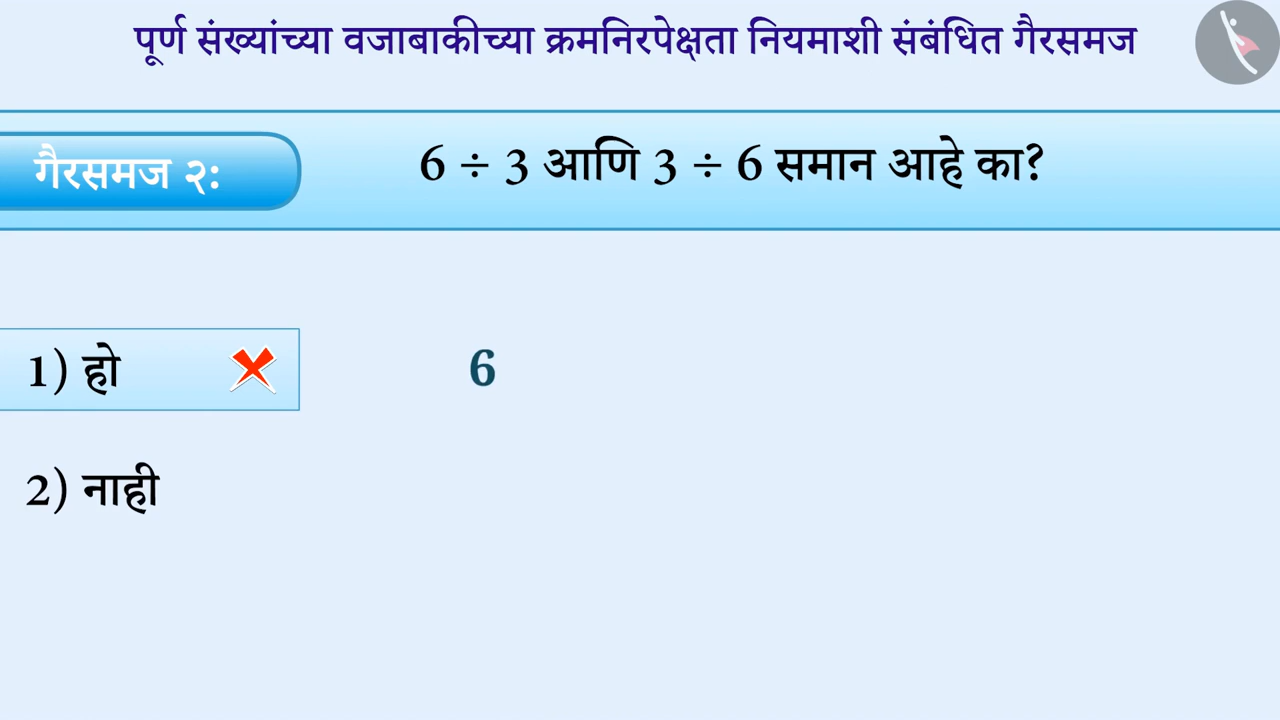 पूर्ण संख्यांच्या वजाबाकीच्या क्रमनिरपेक्षता नियमाशी संबंधित गैरसमज
गैरसमज २:
6 ÷ 3 आणि 3 ÷ 6 समान आहे का?
1) हो
6
2) नाही